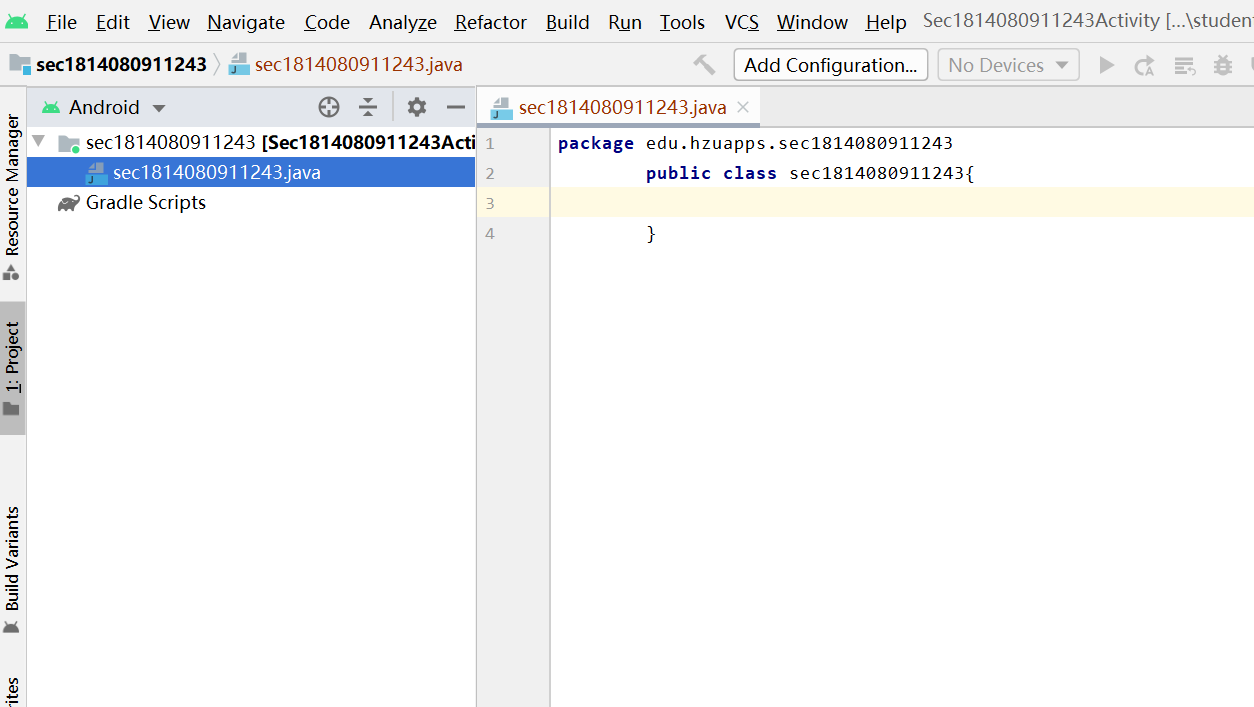 File Edit View Navigate Code Analyze Refactor Build Run Tools VCS Window Help Sec1814080911243Activity [...\studen
sec1814080911243 sec1814080911243.java Add Configuration... No Devices
Android
sec1814080911243.java
sec1814080911243 [Sec1814080911243Acti
sec1814080911243.java
Gradle Scripts
1 package edu.hzuapps.sec1814080911243
2 public class sec1814080911243{
3
4 }
Resource Manager
1: Project
Build Variants
rites